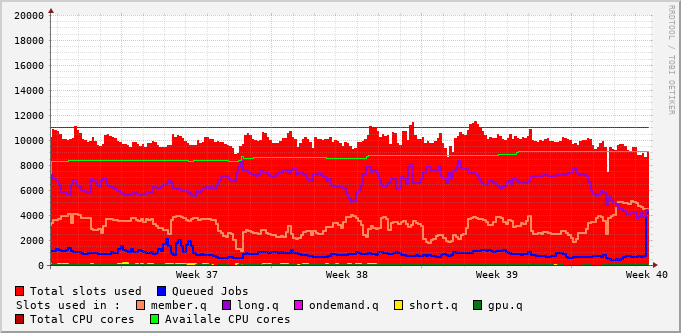 RRDTOOL / TOBI OETIKER
20000
18000
16000
14000
12000
10000
8000
6000
4000
2000
0
Week 37 Week 38 Week 39 Week 40
Total slots used Queued Jobs
Slots used in : member.q long.q ondemand.q short.q gpu.q
Total CPU cores Availale CPU cores